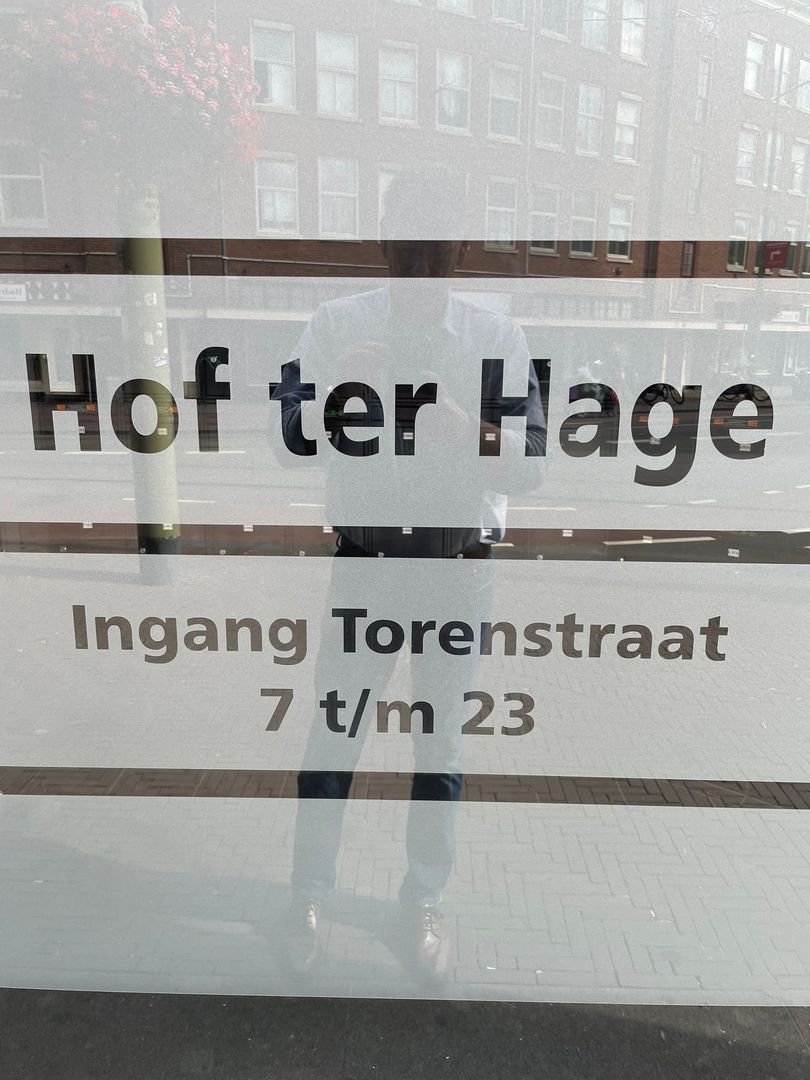 Hof ter Hage
Ingang Torenstraat
7 t/m 23